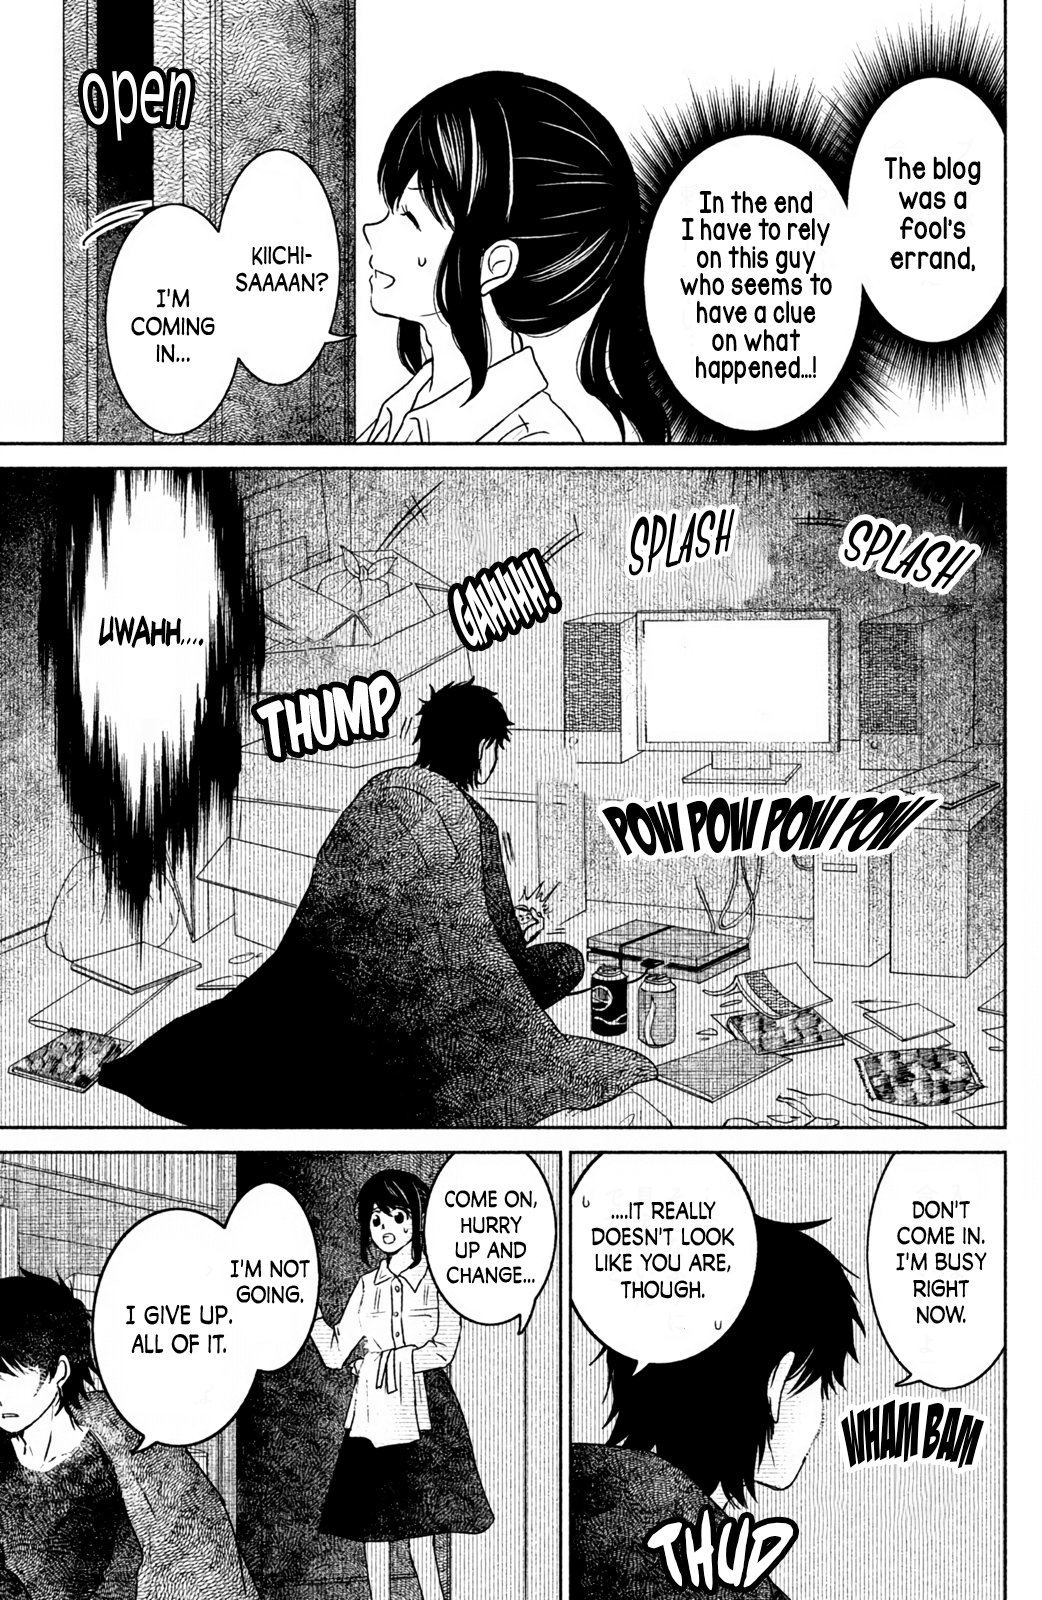 The blog
was a
fool's
errand,
In the end
I have to rely
on this guy
who seems to
have a clue
on what
happened...!
open
KIICHI-
SAAAAN?
I'M
COMING
IN...
SPLASH
SPLASH
GAHHHH!
THUMP
UWAHH....
POW POW POW POW
DON'T
COME IN.
I'M BUSY
RIGHT
NOW.
....IT REALLY
DOESN'T LOOK
LIKE YOU ARE,
THOUGH.
WHAM BAM
THUD
COME ON,
HURRY
UP AND
CHANGE...
I'M NOT
GOING.
I GIVE UP.
ALL OF IT.